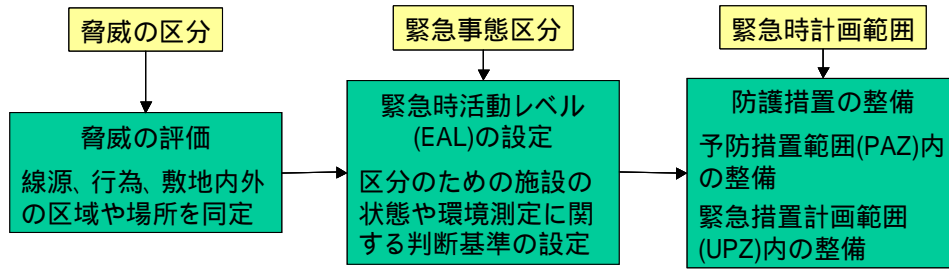 脅威の区分
緊急事態区分
緊急時計画範囲
脅威の評価
線源、行為、敷地内外
の区域や場所を同定
緊急時活動レベル
(EAL)の設定
区分のための施設の
状態や環境測定に関
する判断基準の設定
防護措置の整備
予防措置範囲(PAZ)内
の整備
緊急措置計画範囲
(UPZ)内の整備